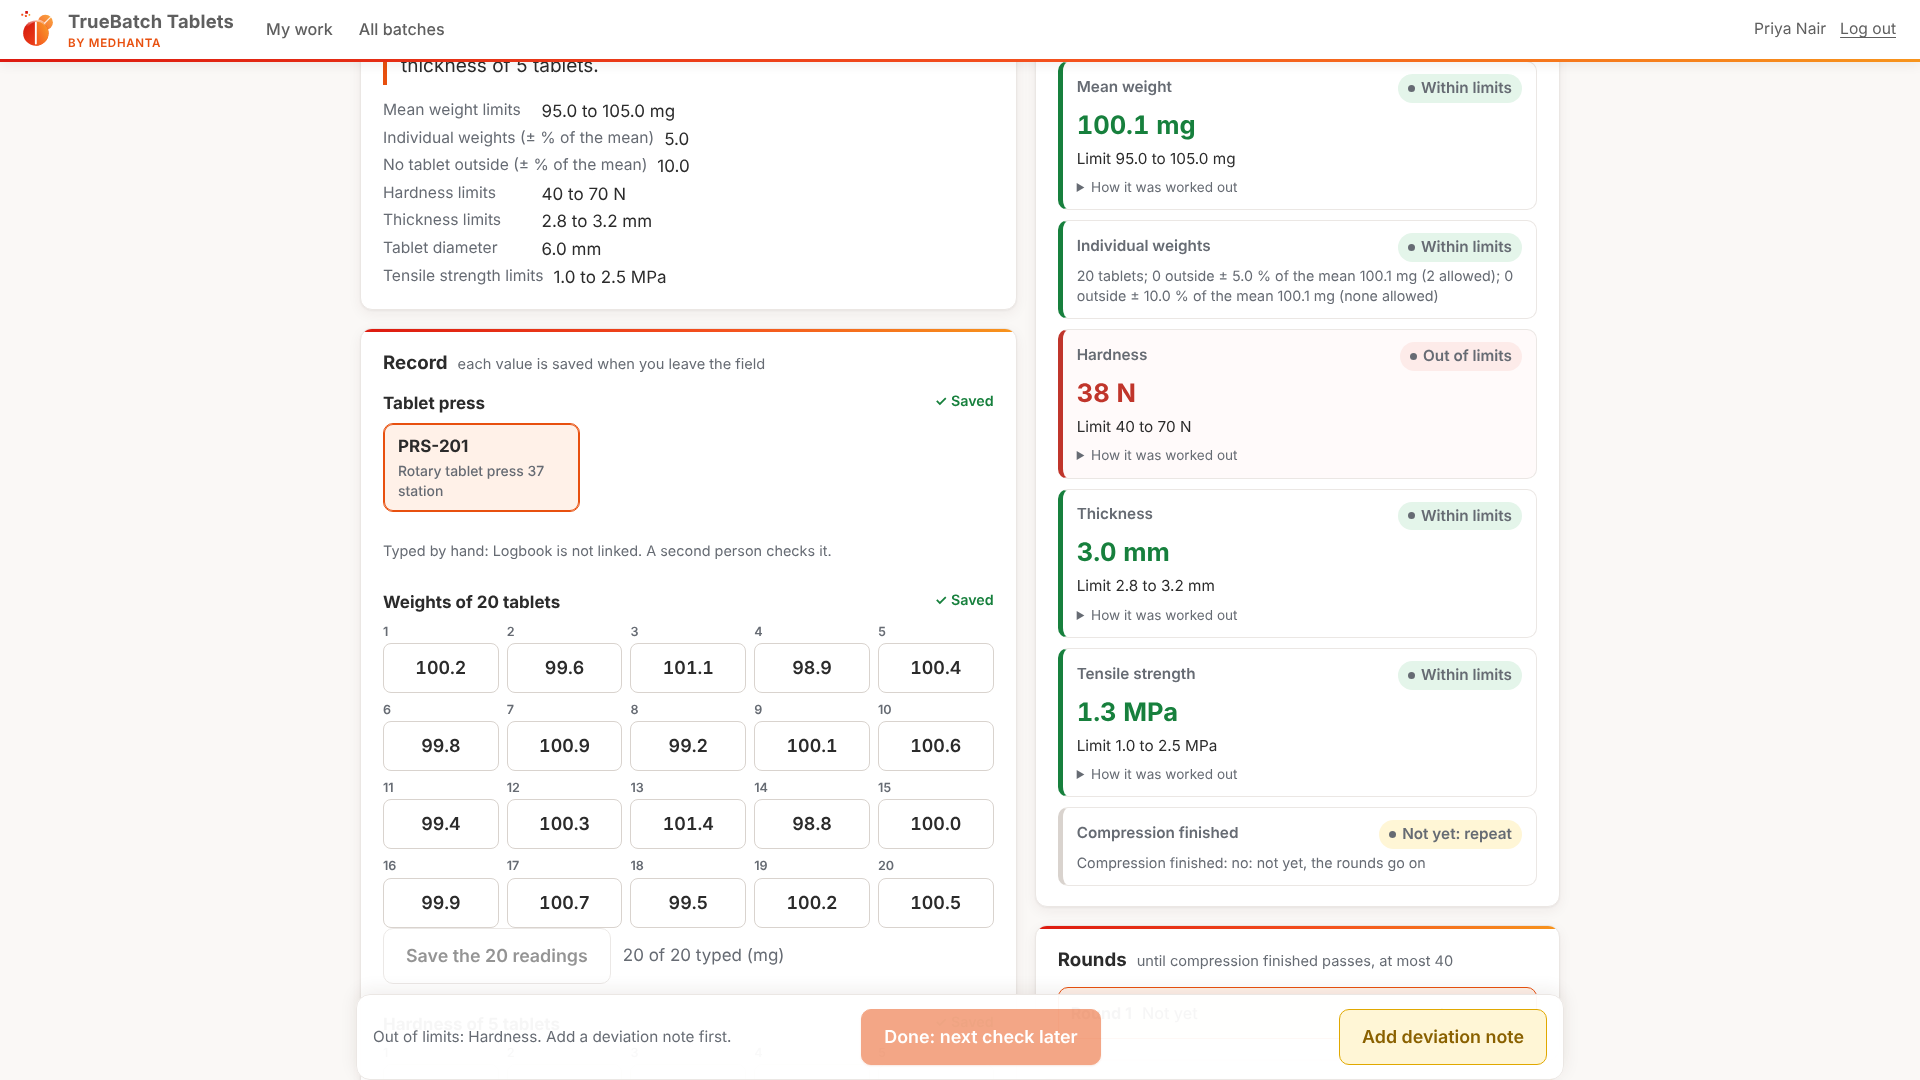 TrueBatch Tablets
BY MEDHANTA
My work
All batches
Priya Nair
Log out
thickness of 5 tablets.
Mean weight limits 95.0 to 105.0 mg
Individual weights (± % of the mean) 5.0
No tablet outside (± % of the mean) 10.0
Hardness limits 40 to 70 N
Thickness limits 2.8 to 3.2 mm
Tablet diameter 6.0 mm
Tensile strength limits 1.0 to 2.5 MPa
Record each value is saved when you leave the field
Tablet press
✓ Saved
PRS-201
Rotary tablet press 37
station
Typed by hand: Logbook is not linked. A second person checks it.
Weights of 20 tablets
✓ Saved
1 2 3 4 5
100.2 99.6 101.1 98.9 100.4
6 7 8 9 10
99.8 100.9 99.2 100.1 100.6
11 12 13 14 15
99.4 100.3 101.4 98.8 100.0
16 17 18 19 20
99.9 100.7 99.5 100.2 100.5
Save the 20 readings
20 of 20 typed (mg)
Hardness of 5 tablets
Mean weight
Within limits
100.1 mg
Limit 95.0 to 105.0 mg
How it was worked out
Individual weights
Within limits
20 tablets; 0 outside ± 5.0 % of the mean 100.1 mg (2 allowed); 0
outside ± 10.0 % of the mean 100.1 mg (none allowed)
Hardness
Out of limits
38 N
Limit 40 to 70 N
How it was worked out
Thickness
Within limits
3.0 mm
Limit 2.8 to 3.2 mm
How it was worked out
Tensile strength
Within limits
1.3 MPa
Limit 1.0 to 2.5 MPa
How it was worked out
Compression finished
Not yet: repeat
Compression finished: no: not yet, the rounds go on
Rounds until compression finished passes, at most 40
Round 1 Not yet
Out of limits: Hardness. Add a deviation note first.
Done: next check later
Add deviation note